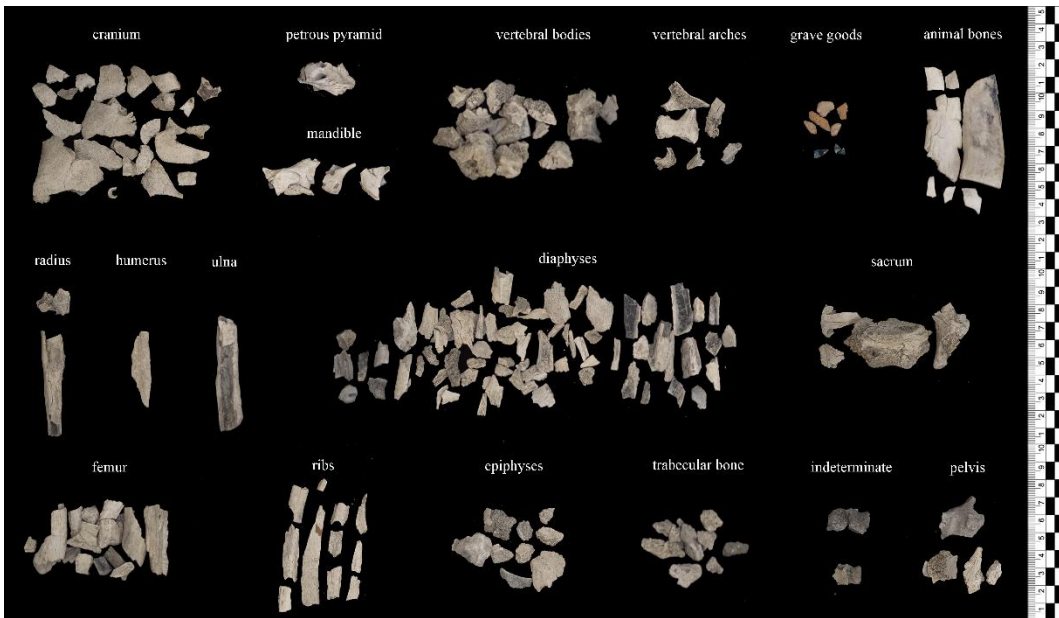 cranium
petrous pyramid
vertebral bodies
vertebral arches
grave goods
animal bones
mandible
radius
humerus
ulna
diaphyses
sacrum
femur
ribs
epiphyses
trabecular bone
indeterminate
pelvis